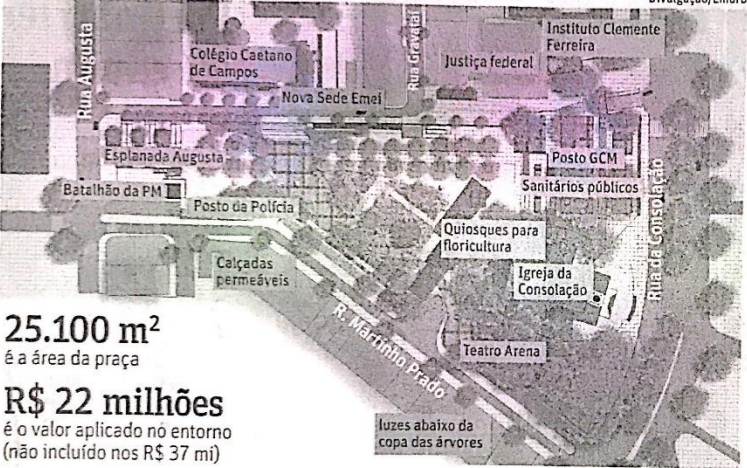 Divulgação/Emurb
Instituto Clemente
Ferreira
Colégio Caetano
de Campos
Justiça federal
Rua Augusta
Rua Gravataí
Nova Sede Emei
Esplanada Augusta
Posto GCM
Batalhão da PM
Sanitários públicos
Posto da Polícia
Quiosques para
floricultura
Rua da Consolação
Calçadas
permeáveis
Igreja da
Consolação
25.100 m²
é a área da praça
R. Martinho Prado
Teatro Arena
R$ 22 milhões
é o valor aplicado no entorno
(não incluído nos R$ 37 mi)
luzes abaixo da
copa das árvores